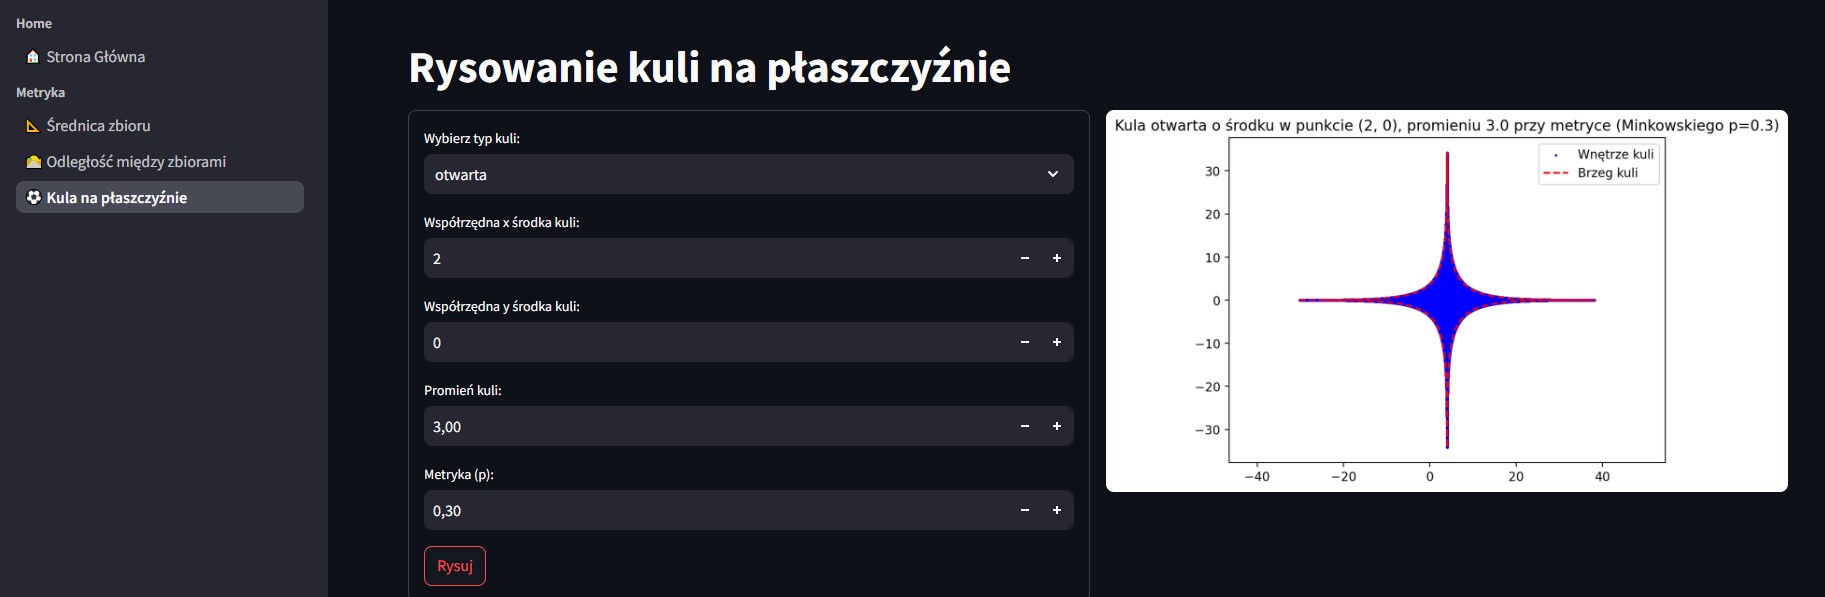 Home
Strona Główna
Metryka
Średnica zbioru
Odległość między zbiorami
Kula na płaszczyźnie
Rysowanie kuli na płaszczyźnie
Wybierz typ kuli:
otwarta
Współrzędna x środka kuli:
2
Współrzędna y środka kuli:
0
Promień kuli:
3,00
Metryka (p):
0,30
Rysuj
Kula otwarta o środku w punkcie (2, 0), promieniu 3.0 przy metryce (Minkowskiego p=0.3)
Wnętrze kuli
Brzeg kuli
30
20
10
0
−10
−20
−30
−40 −20 0 20 40